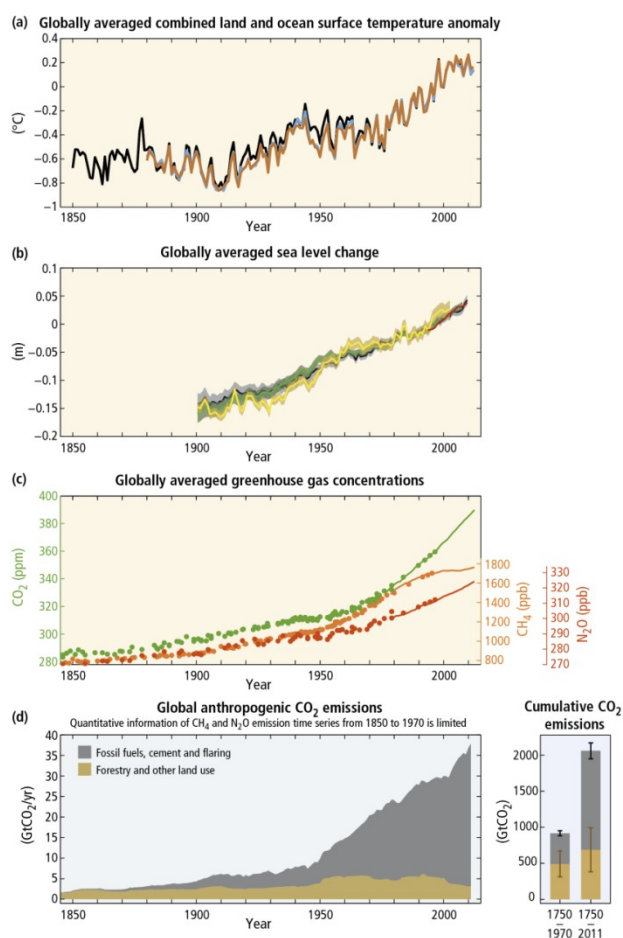 (a) Globally averaged combined land and ocean surface temperature anomaly
0.4
0.2
0
−0.2
−0.4
−0.6
−0.8
−1
(°C)
1850 1900 1950 2000
Year
(b) Globally averaged sea level change
0.1
0.05
0
−0.05
−0.1
−0.15
−0.2
(m)
1850 1900 1950 2000
Year
(c) Globally averaged greenhouse gas concentrations
400
380
360
340
320
300
280
CO2 (ppm)
1800
1600
1400
1200
1000
800
CH4 (ppb)
330
320
310
300
290
280
270
N2O (ppb)
1850 1900 1950 2000
Year
(d) Global anthropogenic CO2 emissions
Quantitative information of CH4 and N2O emission time series from 1850 to 1970 is limited
40
35
30
25
20
15
10
5
0
(GtCO2/yr)
Fossil fuels, cement and flaring
Forestry and other land use
1850 1900 1950 2000
Year
Cumulative CO2
emissions
2000
1500
1000
500
0
(GtCO2)
1750 1750
– –
1970 2011